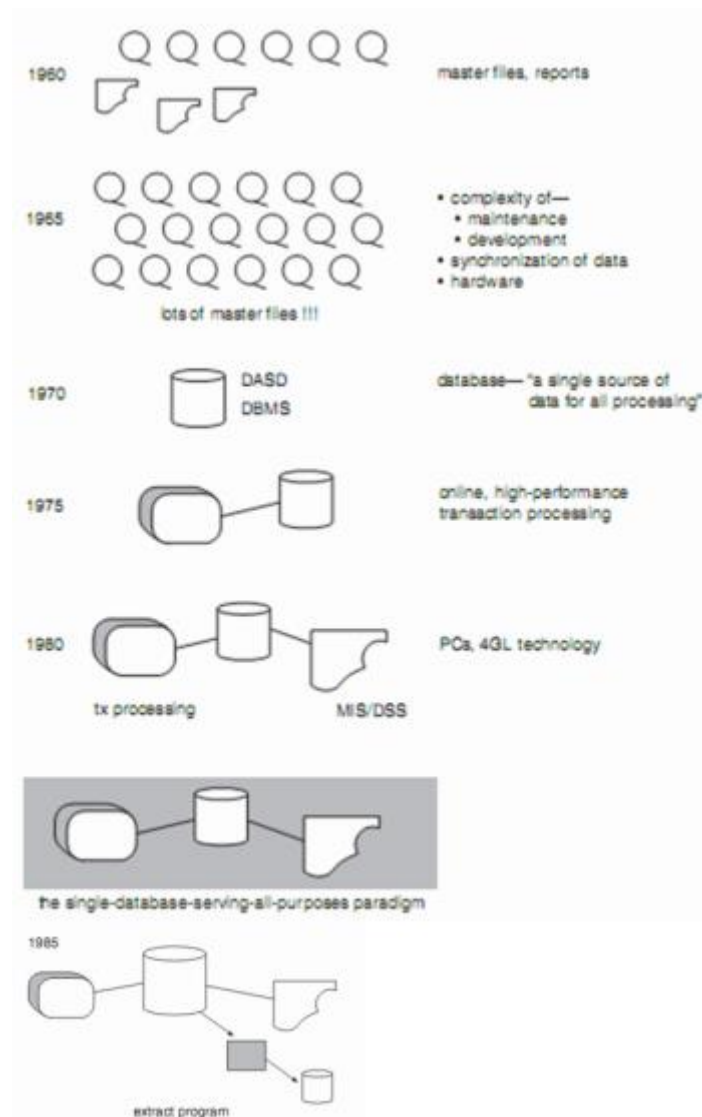 1960
master files, reports
1965
• complexity of—
• maintenance
• development
• synchronization of data
• hardware
lots of master files !!!
1970
DASD
DBMS
database— "a single source of
data for all processing"
1975
online, high-performance
transaction processing
1980
PCs, 4GL technology
tx processing
MIS/DSS
the single-database-serving-all-purposes paradigm
1985
extract program